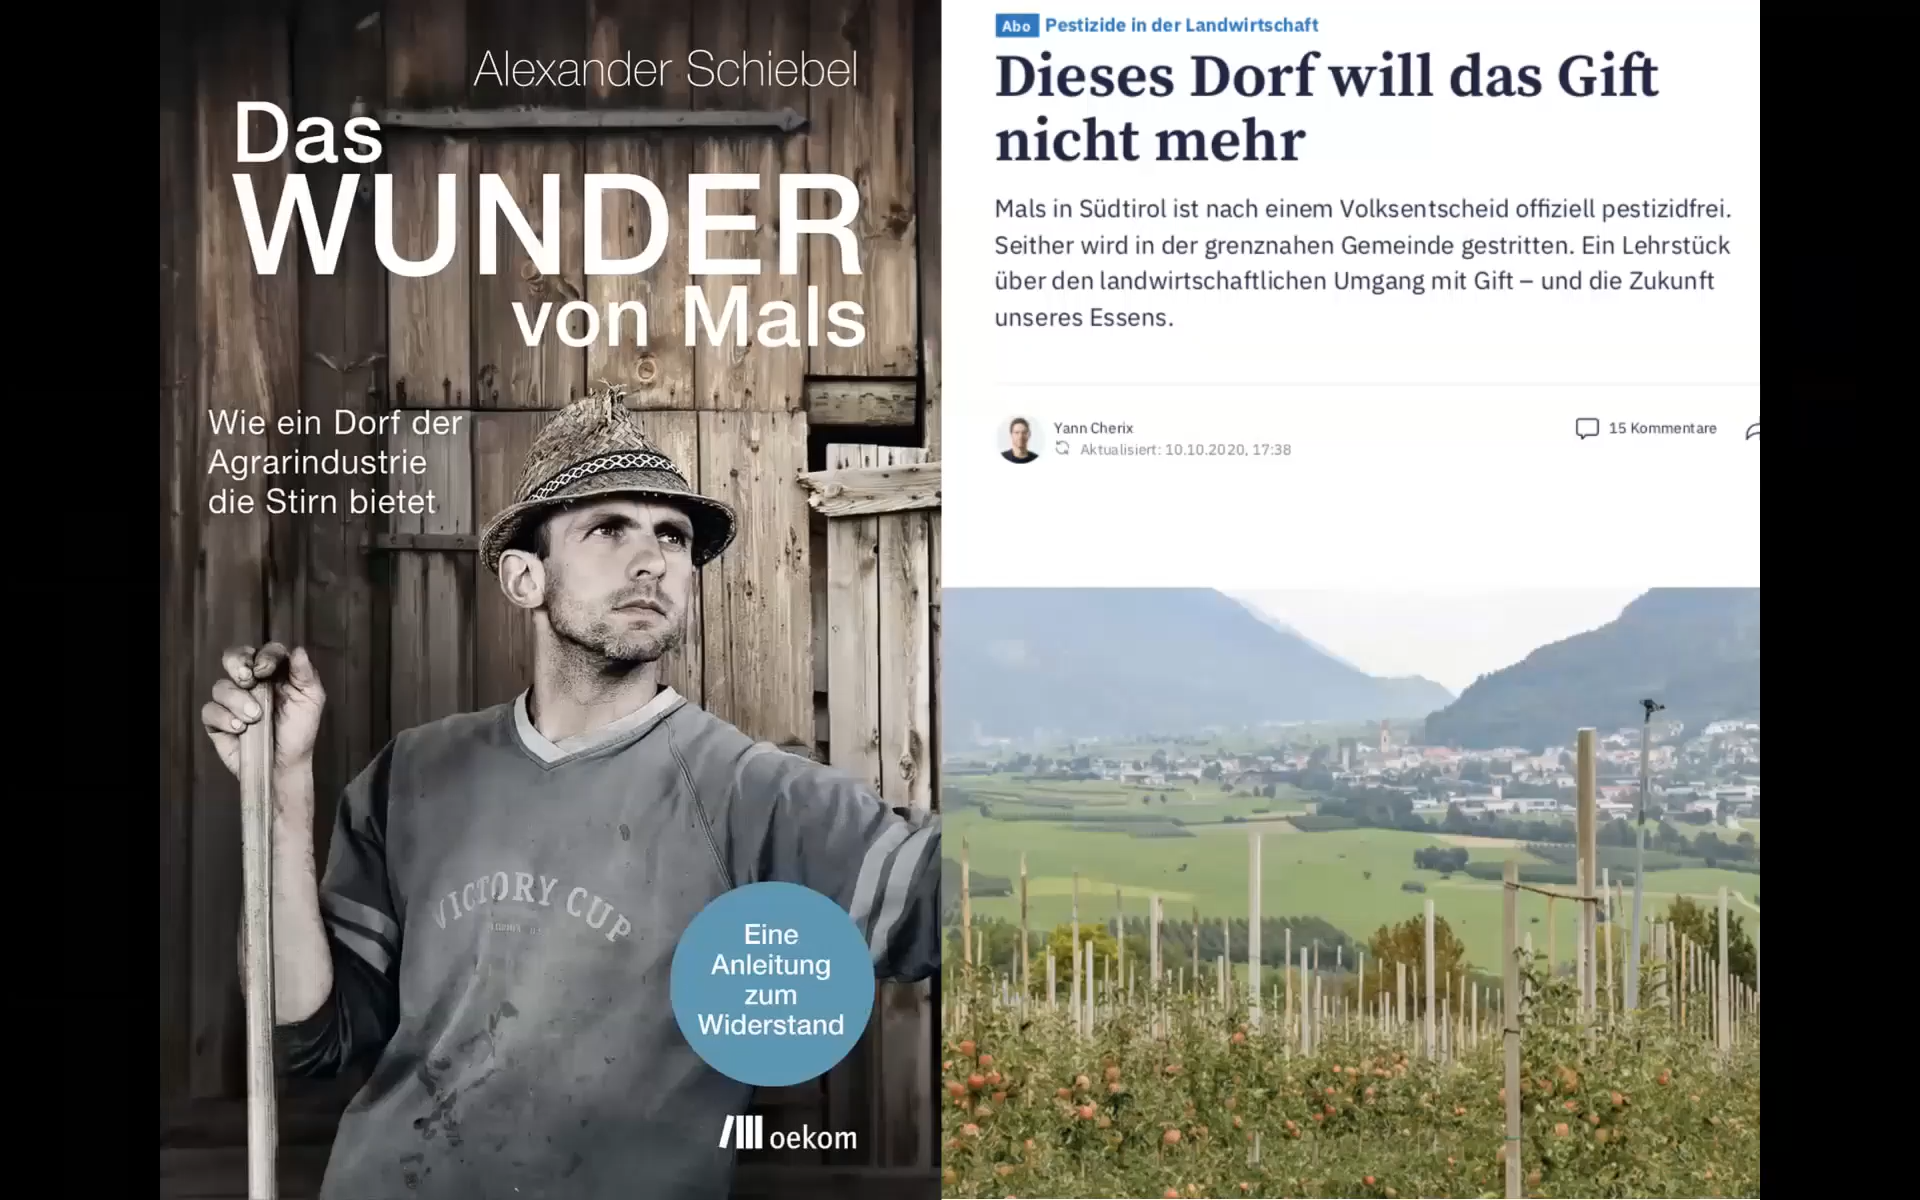 Alexander Schiebel
Das
WUNDER
von Mals
Wie ein Dorf der
Agrarindustrie
die Stirn bietet
VICTORY CUP
Eine
Anleitung
zum
Widerstand
oekom
Abo Pestizide in der Landwirtschaft
Dieses Dorf will das Gift
nicht mehr
Mals in Südtirol ist nach einem Volksentscheid offiziell pestizidfrei.
Seither wird in der grenznahen Gemeinde gestritten. Ein Lehrstück
über den landwirtschaftlichen Umgang mit Gift – und die Zukunft
unseres Essens.
Yann Cherix
15 Kommentare
Aktualisiert: 10.10.2020, 17:38